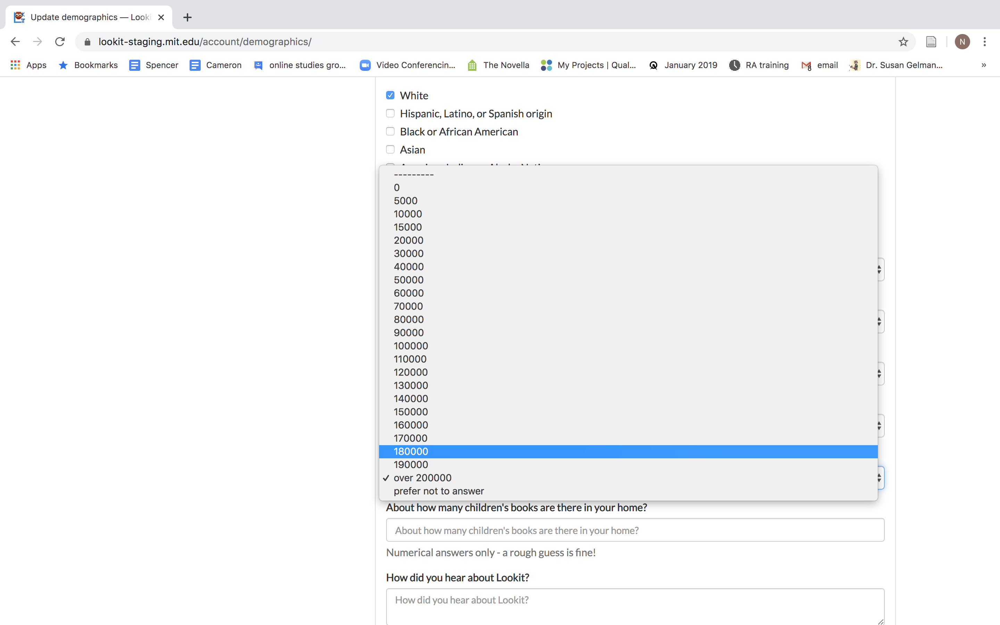 Update demographics — Looki
lookit-staging.mit.edu/account/demographics/
N
Apps
Bookmarks
Spencer
Cameron
online studies gro...
Video Conferencin...
The Novella
My Projects | Qual...
January 2019
RA training
8
email
Dr. Susan Gelman...
»
White
Hispanic, Latino, or Spanish origin
Black or African American
Asian
---------
0
5000
10000
15000
20000
30000
40000
50000
60000
70000
80000
90000
100000
110000
120000
130000
140000
150000
160000
170000
180000
190000
✓ over 200000
prefer not to answer
About how many children's books are there in your home?
About how many children's books are there in your home?
Numerical answers only - a rough guess is fine!
How did you hear about Lookit?
How did you hear about Lookit?